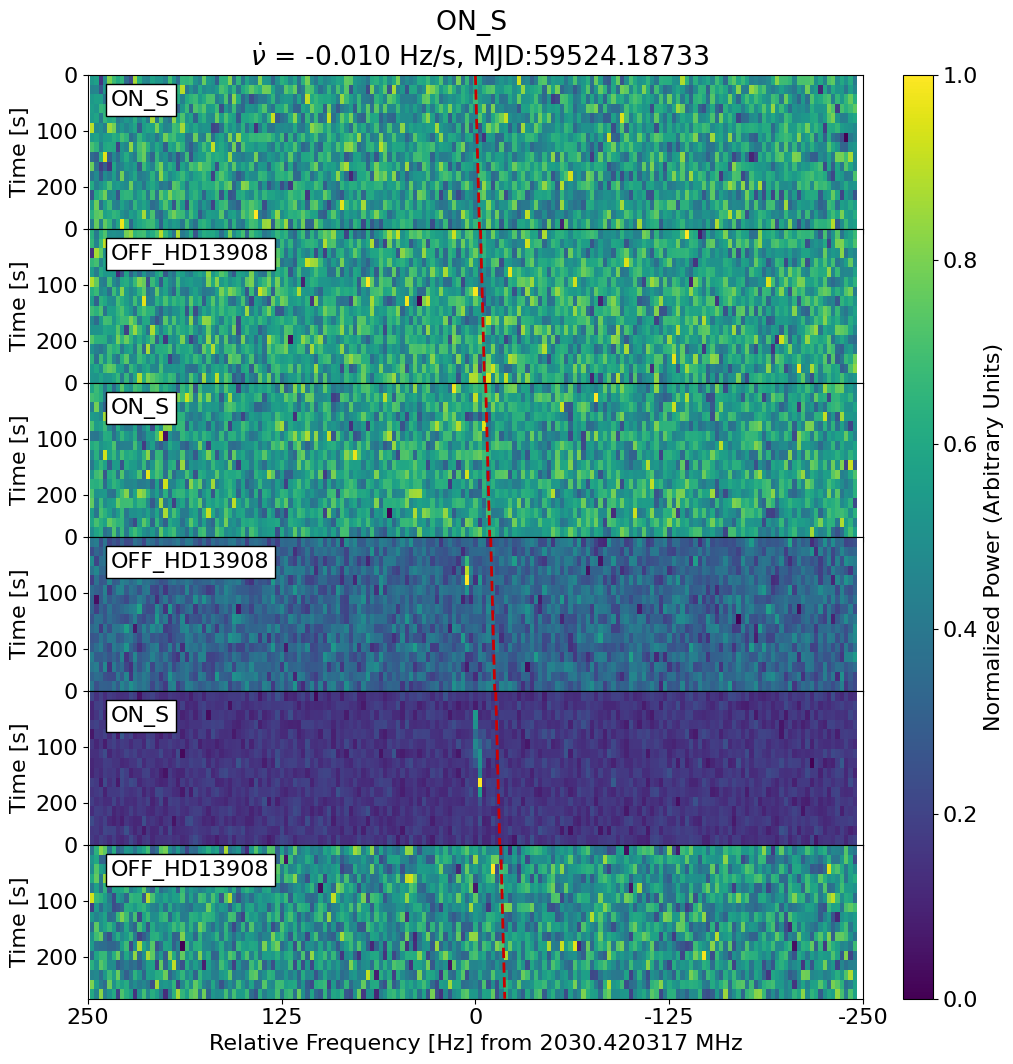 ON_S
ν̇ = -0.010 Hz/s, MJD:59524.18733
0
ON_S
100
200
Time [s]
0
OFF_HD13908
100
200
Time [s]
0
ON_S
100
200
Time [s]
0
OFF_HD13908
100
200
Time [s]
0
ON_S
100
200
Time [s]
0
OFF_HD13908
100
200
Time [s]
250 125 0 -125 -250
Relative Frequency [Hz] from 2030.420317 MHz
1.0
0.8
0.6
0.4
0.2
0.0
Normalized Power (Arbitrary Units)